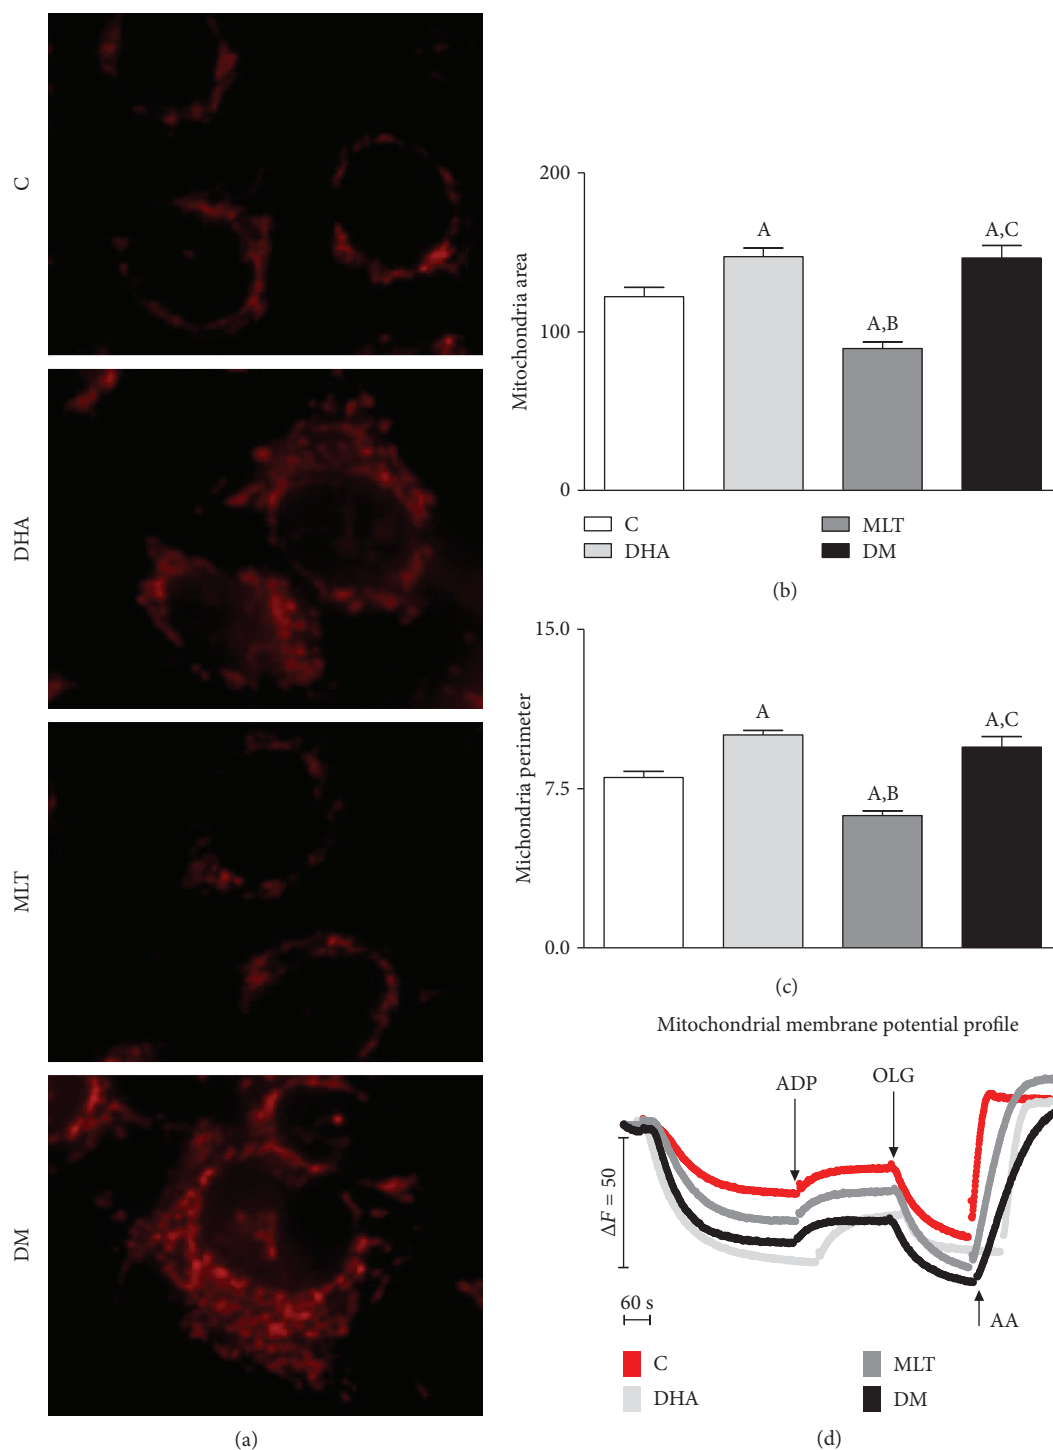 C
DHA
MLT
DM
(a)
200
100
0
Mitochondria area
A
A,B
A,C
C
DHA
MLT
DM
(b)
15.0
7.5
0.0
Michondria perimeter
A
A,B
A,C
(c)
Mitochondrial membrane potential profile
ADP
OLG
ΔF = 50
60 s
AA
C
DHA
MLT
DM
(d)